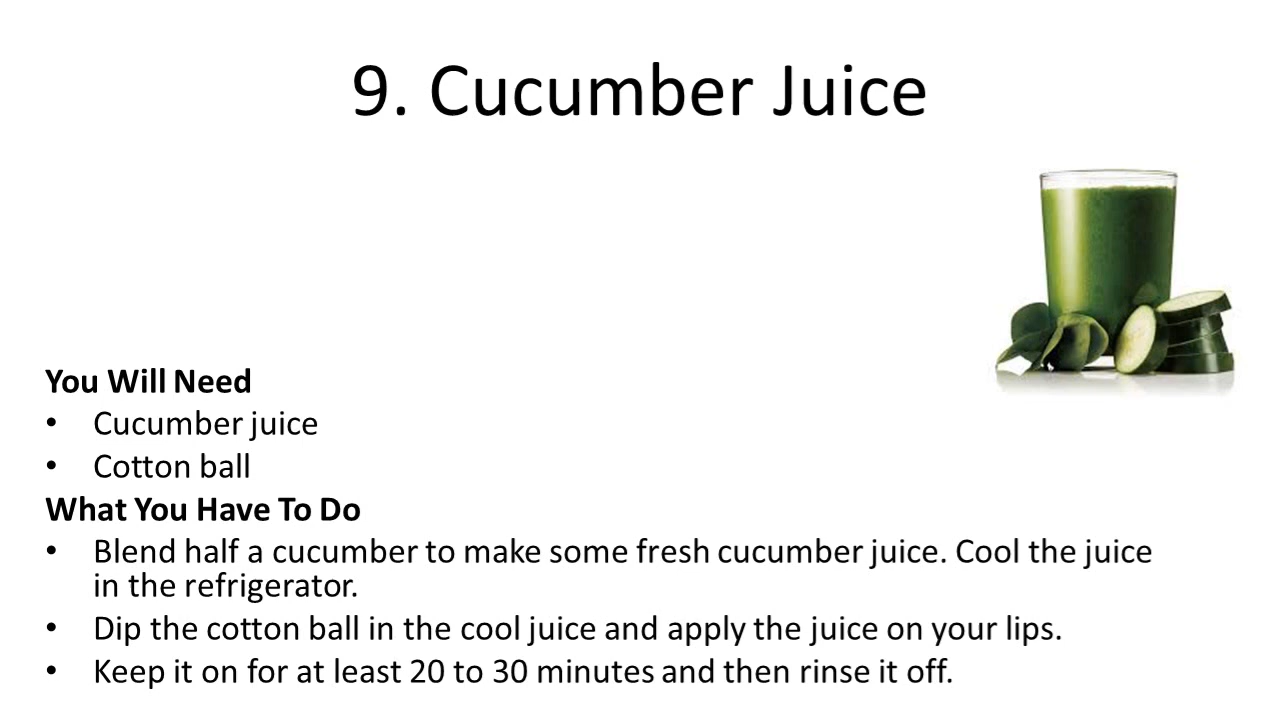 9. Cucumber Juice
You Will Need
• Cucumber juice
• Cotton ball
What You Have To Do
• Blend half a cucumber to make some fresh cucumber juice. Cool the juice
in the refrigerator.
• Dip the cotton ball in the cool juice and apply the juice on your lips.
• Keep it on for at least 20 to 30 minutes and then rinse it off.